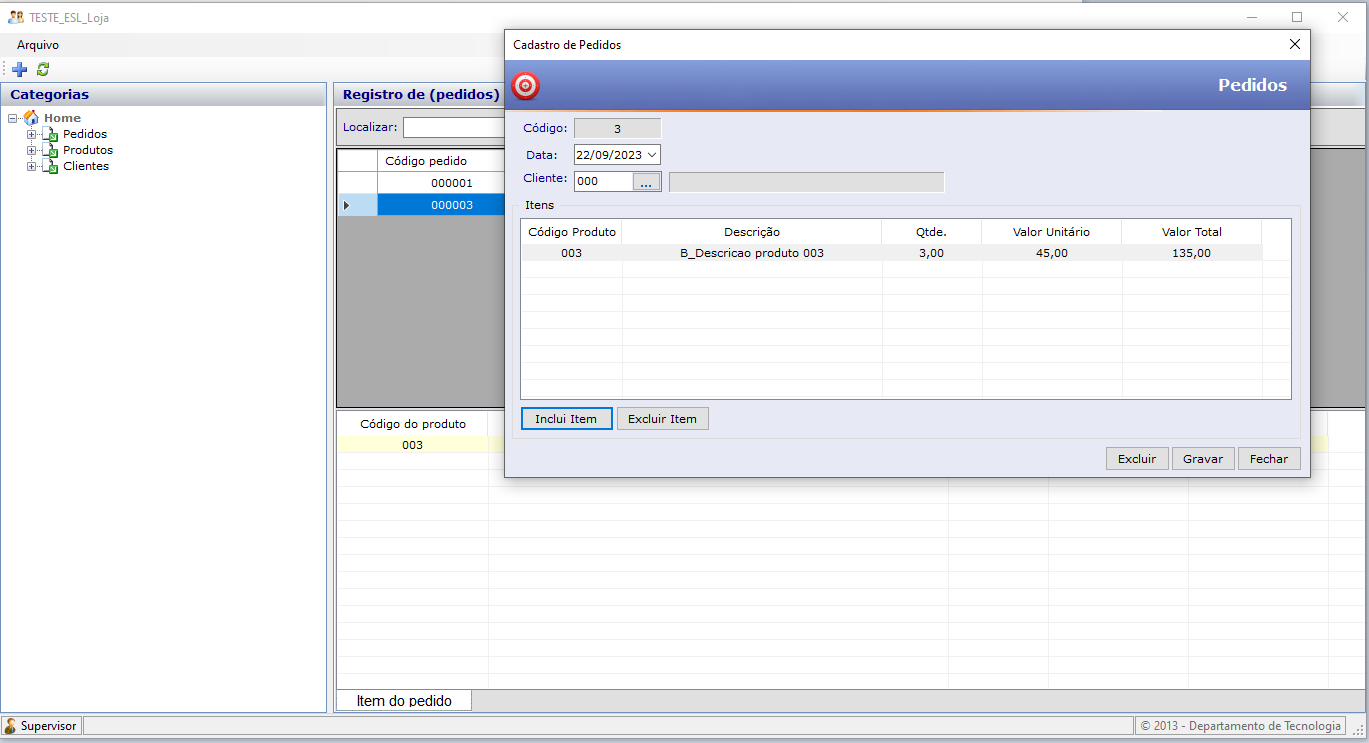 TESTE_ESL_Loja
Arquivo
Categorias
Home
Pedidos
Produtos
Clientes
Registro de (pedidos)
Localizar:
Código pedido
000001
000003
Código do produto
003
Item do pedido
Cadastro de Pedidos
Pedidos
Código: 3
Data: 22/09/2023
Cliente: 000 ...
Itens
Código Produto Descrição Qtde. Valor Unitário Valor Total
003 B_Descricao produto 003 3,00 45,00 135,00
Inclui Item Excluir Item
Excluir Gravar Fechar
Supervisor © 2013 - Departamento de Tecnologia